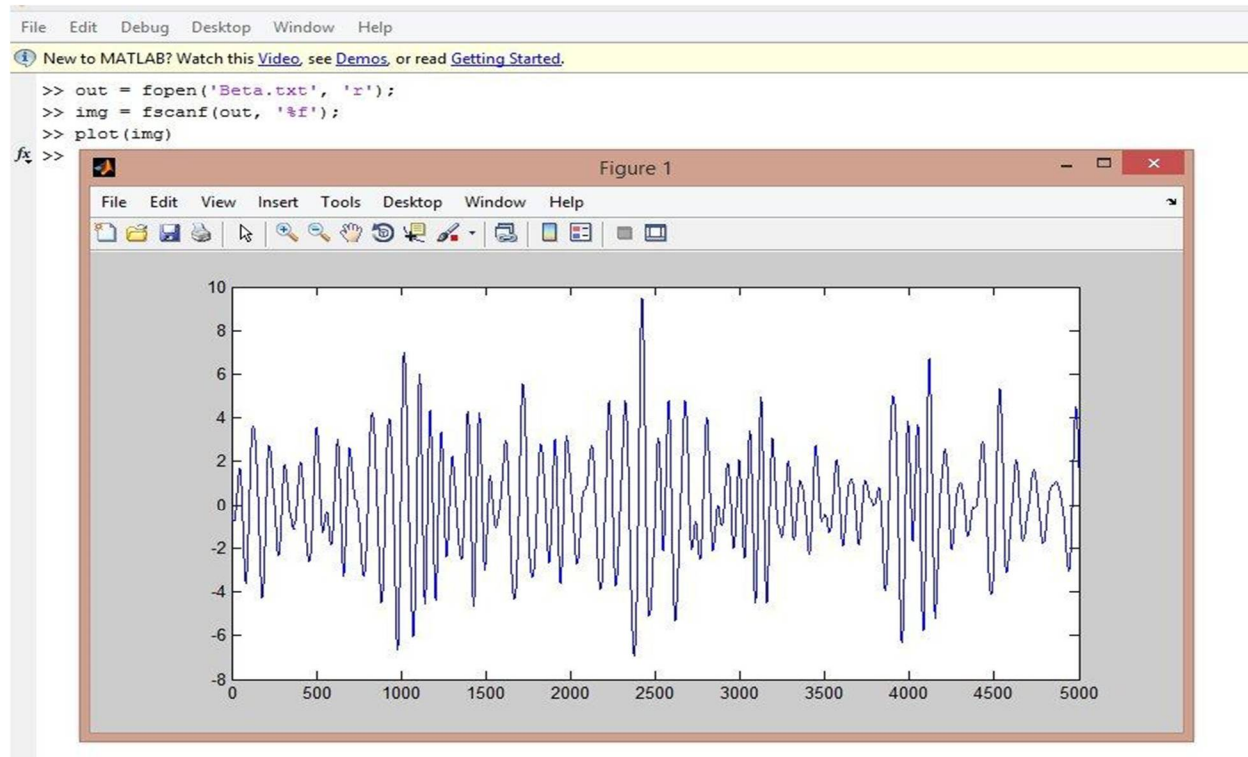 File Edit Debug Desktop Window Help
New to MATLAB? Watch this Video, see Demos, or read Getting Started.
>> out = fopen('Beta.txt', 'r');
>> img = fscanf(out, '%f');
>> plot(img)
fx >>
Figure 1
File Edit View Insert Tools Desktop Window Help
10
8
6
4
2
0
-2
-4
-6
-8
0 500 1000 1500 2000 2500 3000 3500 4000 4500 5000